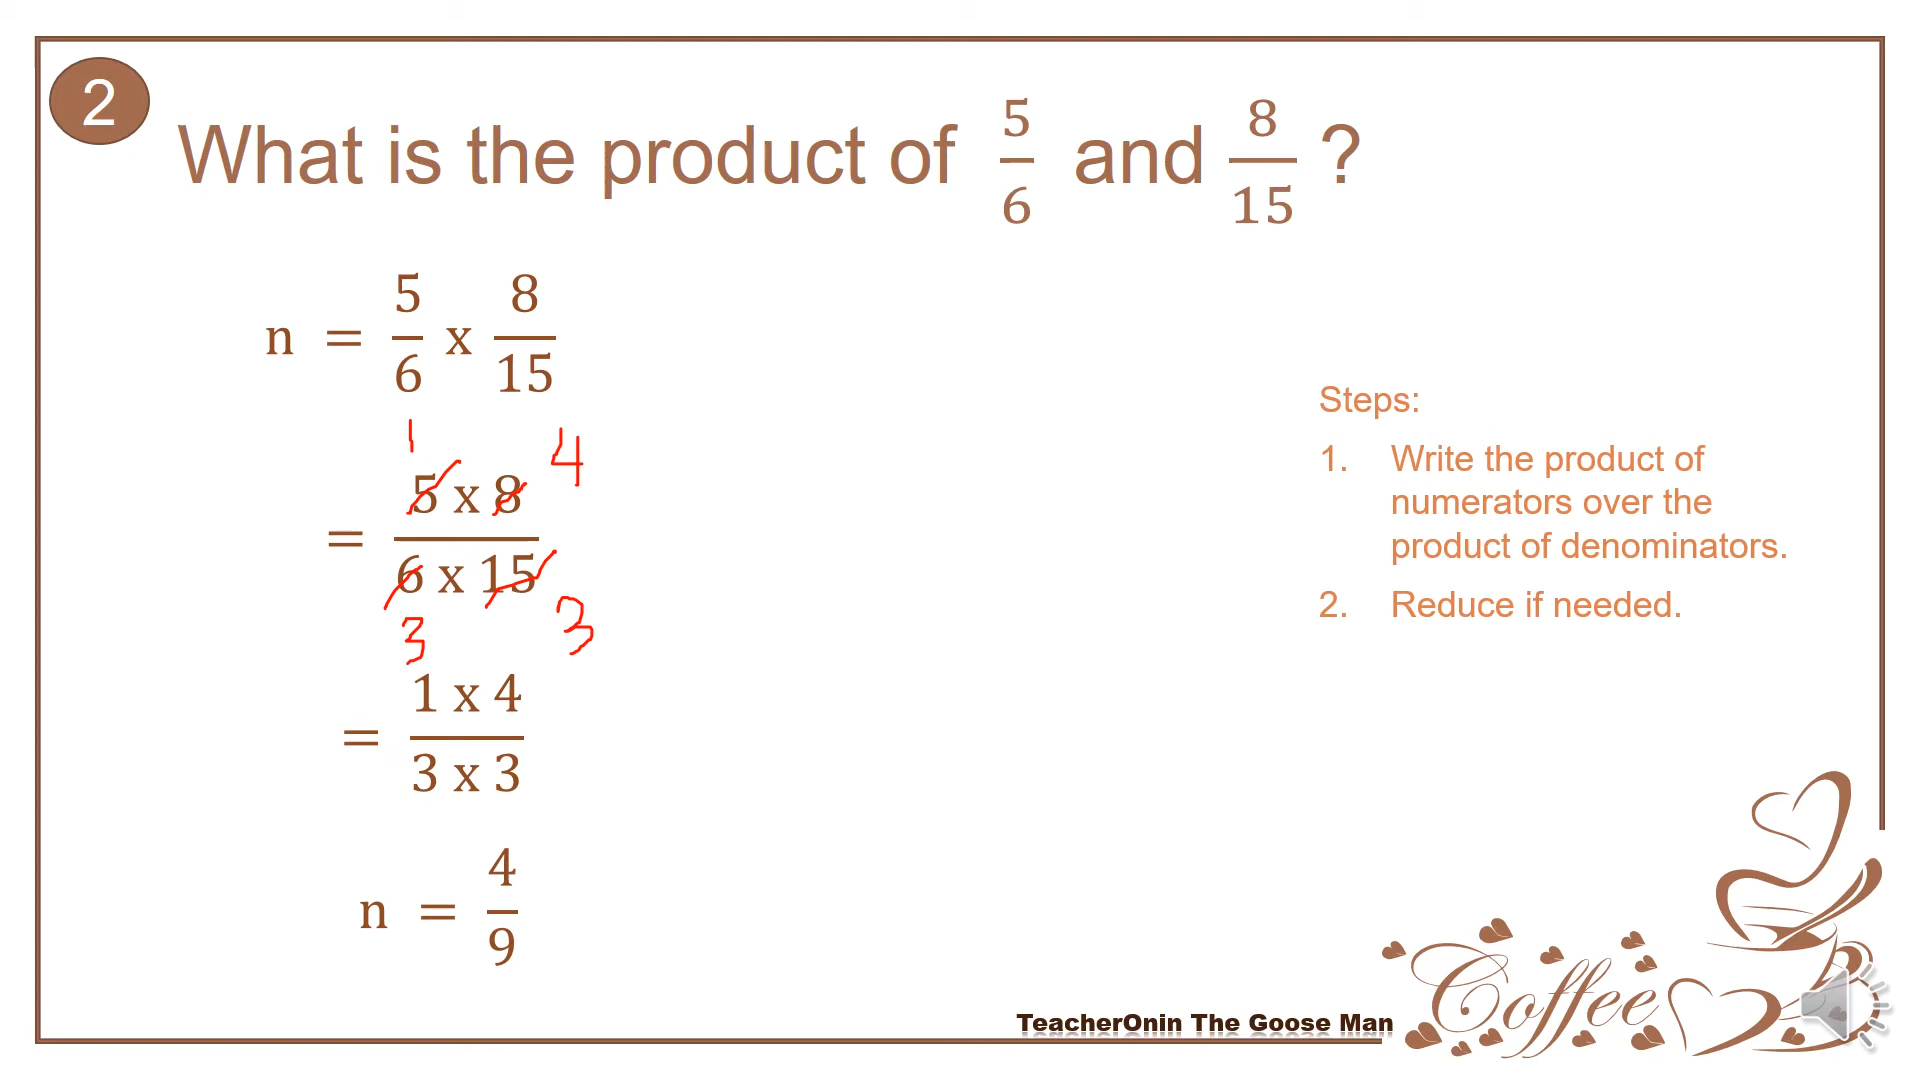 2
What is the product of 5/6 and 8/15 ?
n = 5/6 x 8/15
1 4
= 5 x 8 / 6 x 15
3 3
= 1 x 4 / 3 x 3
n = 4/9
Steps:
1. Write the product of
numerators over the
product of denominators.
2. Reduce if needed.
TeacherOnin The Goose Man
Coffee